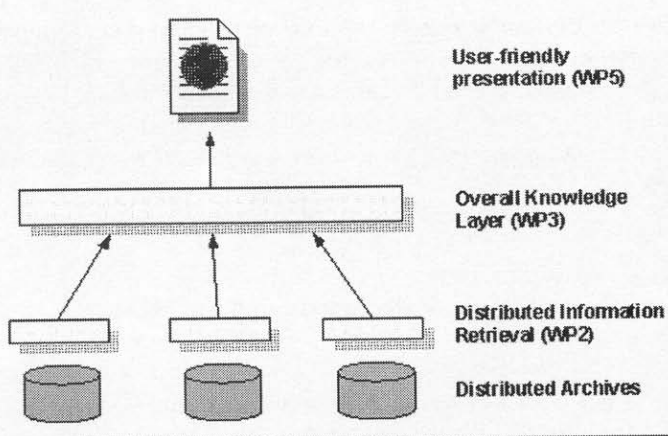 User-friendly
presentation (WP5)
Overall Knowledge
Layer (WP3)
Distributed Information
Retrieval (WP2)
Distributed Archives